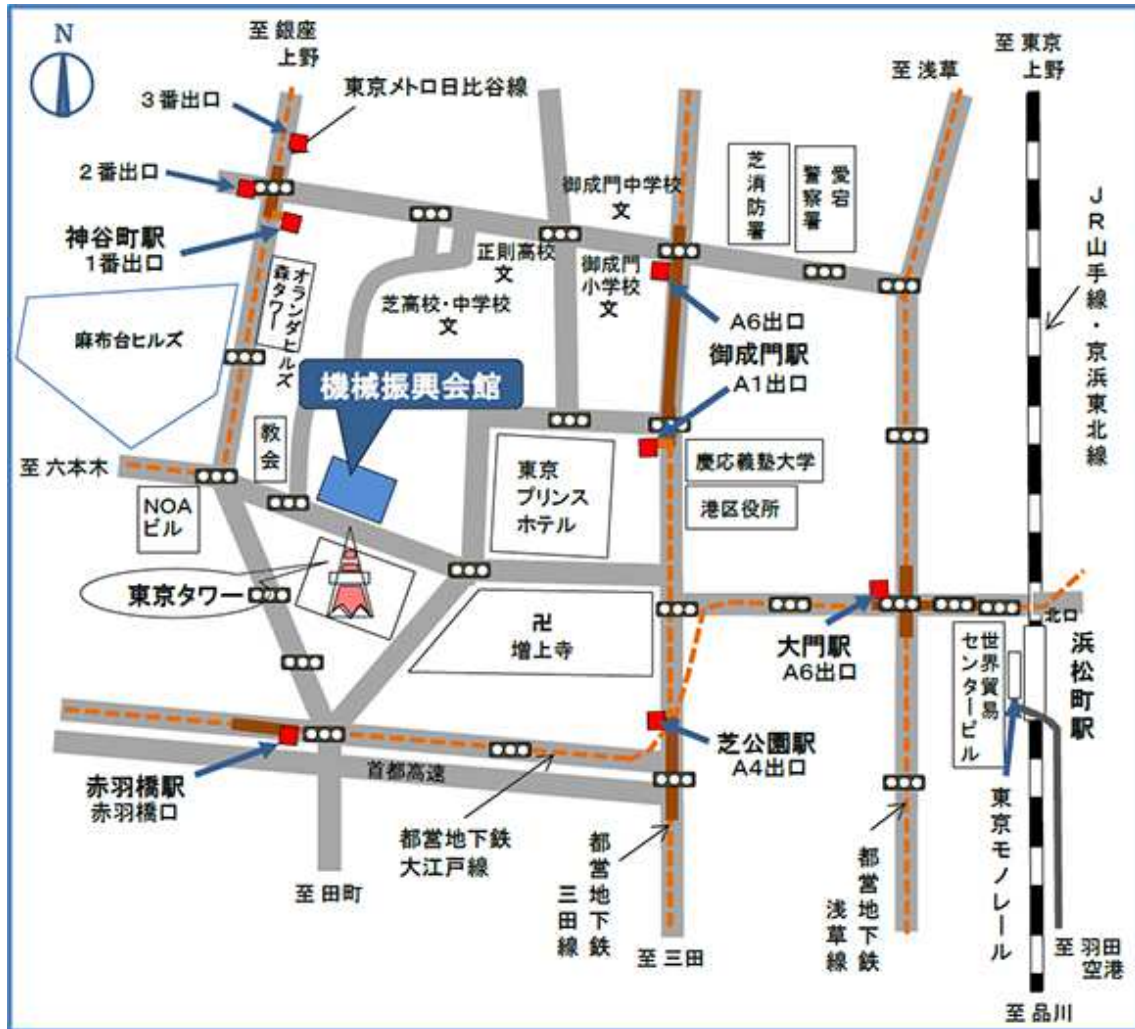 N
至 銀座
上野
東京メトロ日比谷線
3番出口
2番出口
神谷町駅
1番出口
至 東京
上野
至 浅草
御成門中学校
文
芝消防署
愛宕
警察署
JR山手線・京浜東北線
正則高校
文
御成門
小学校
文
芝高校・中学校
文
オランダヒルズ
森タワー
麻布台ヒルズ
A6出口
御成門駅
A1出口
機械振興会館
教会
至 六本木
NOA
ビル
東京
プリンス
ホテル
慶応義塾大学
港区役所
東京タワー
卍
増上寺
大門駅
A6出口
北口
浜松町駅
世界貿易
センタービル
芝公園駅
A4出口
赤羽橋駅
赤羽橋口
首都高速
都営地下鉄
大江戸線
都営地下鉄
三田線
都営地下鉄
浅草線
東京モノレール
至 田町
至 三田
至 羽田
空港
至 品川